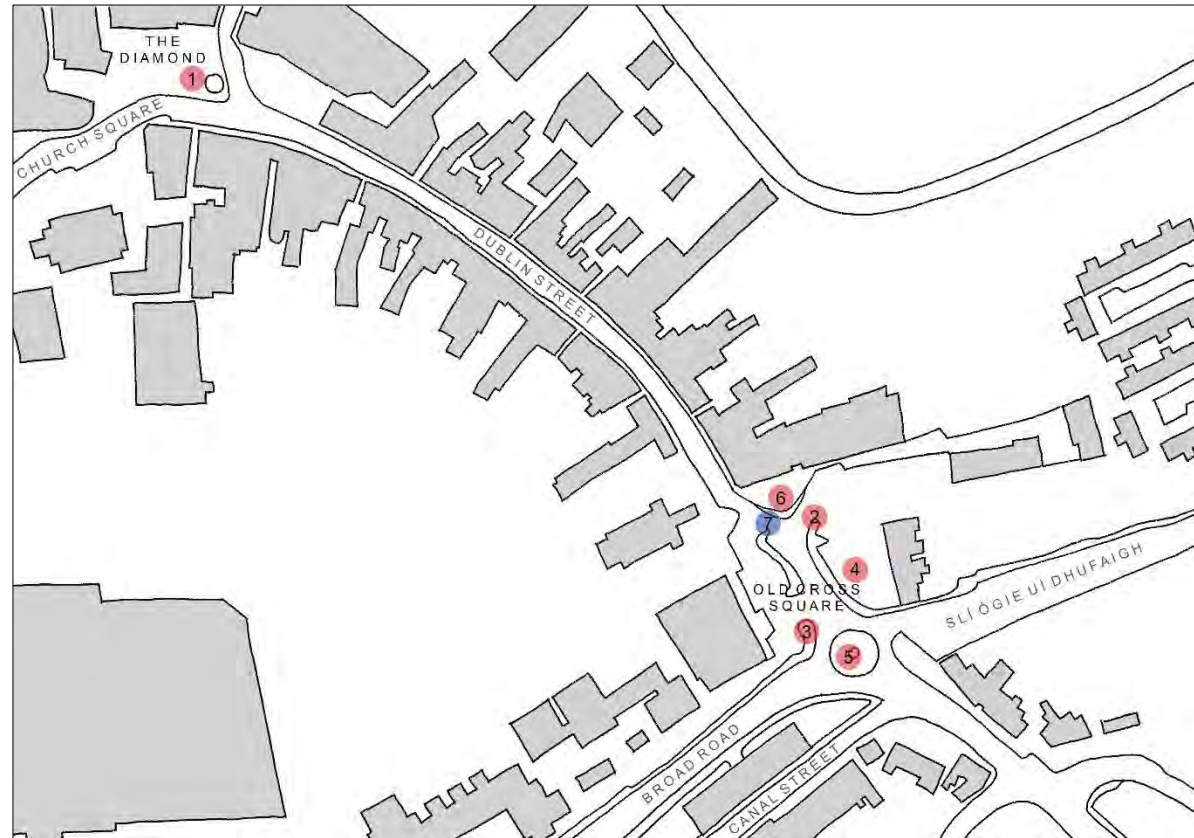 THE
DIAMOND
1
CHURCH SQUARE
DUBLIN STREET
6
7
2
4
OLD CROSS
SQUARE
3
5
SLÍ ÓGIE UÍ DHUFAIGH
BROAD ROAD
CANAL STREET